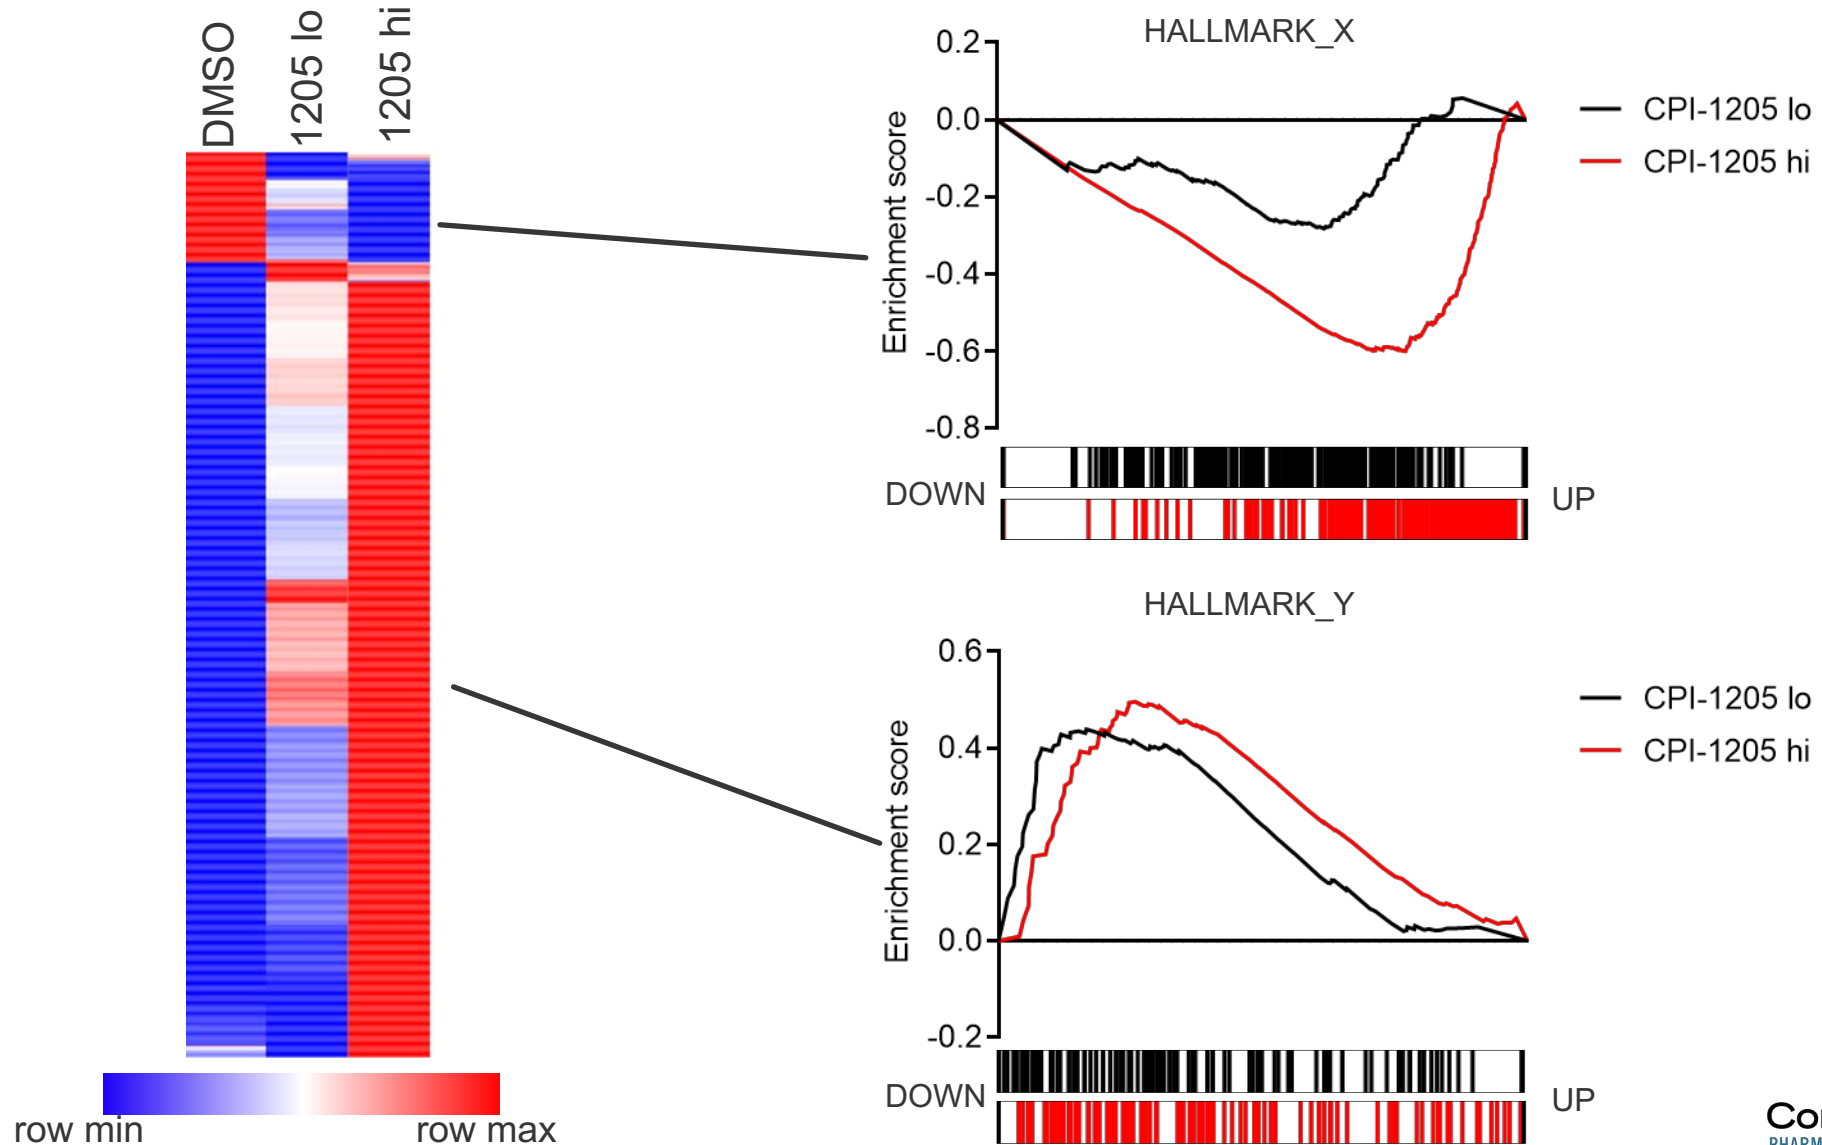 DMSO
1205 lo
1205 hi
row min
row max
HALLMARK_X
Enrichment score
0.2
0.0
-0.2
-0.4
-0.6
-0.8
CPI-1205 lo
CPI-1205 hi
DOWN
UP
HALLMARK_Y
Enrichment score
0.6
0.4
0.2
0.0
-0.2
CPI-1205 lo
CPI-1205 hi
DOWN
UP